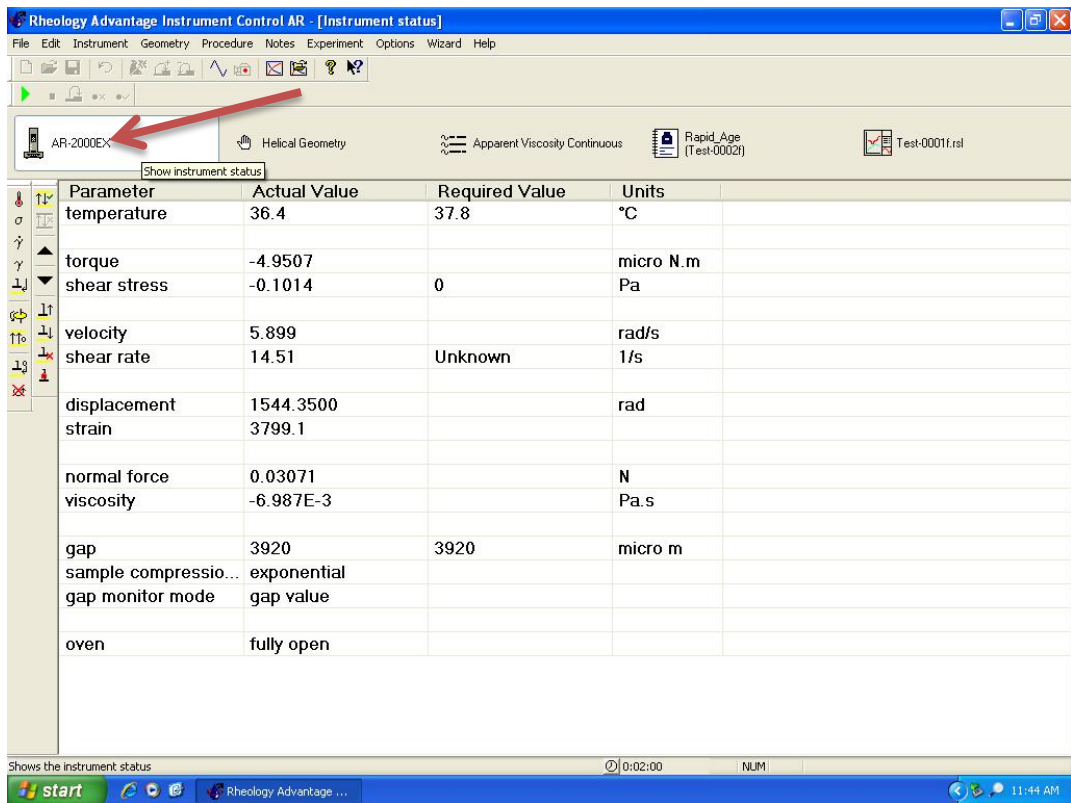 Rheology Advantage Instrument Control AR - [Instrument status]
File Edit Instrument Geometry Procedure Notes Experiment Options Wizard Help
AR-2000EX Helical Geometry Apparent Viscosity Continuous Rapid_Age (Test-0002f) Test-0001f.rsl
Show instrument status
Parameter Actual Value Required Value Units
temperature 36.4 37.8 °C
torque -4.9507 micro N.m
shear stress -0.1014 0 Pa
velocity 5.899 rad/s
shear rate 14.51 Unknown 1/s
displacement 1544.3500 rad
strain 3799.1
normal force 0.03071 N
viscosity -6.987E-3 Pa.s
gap 3920 3920 micro m
sample compressio... exponential
gap monitor mode gap value
oven fully open
Shows the instrument status 0:02:00 NUM
start Rheology Advantage ... 11:44 AM